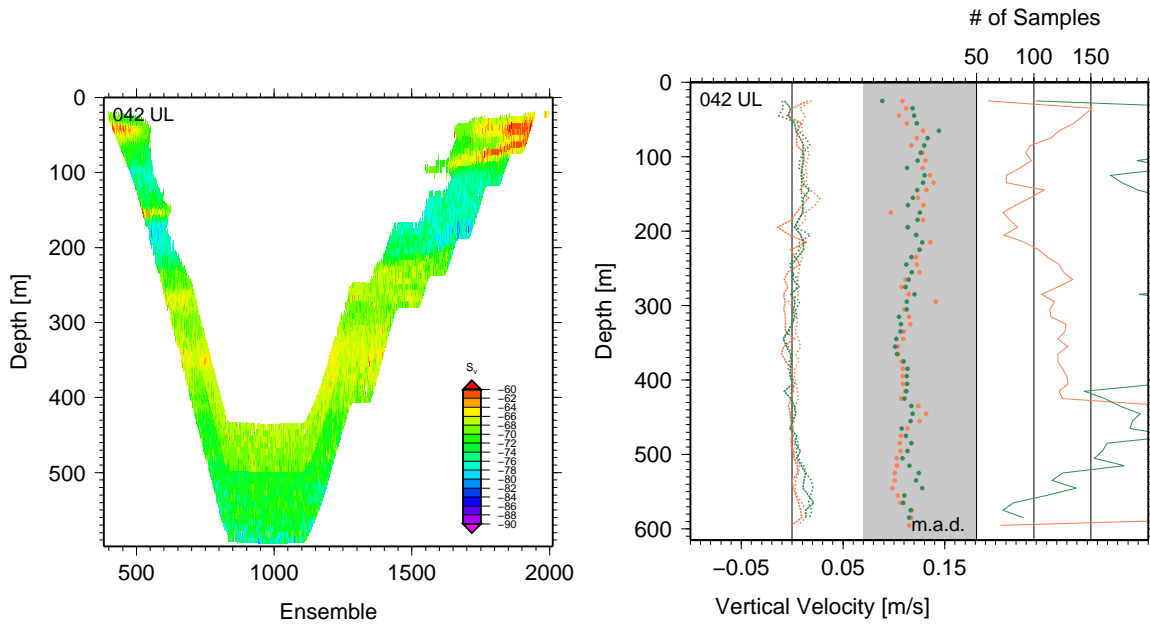 # of Samples
50 100 150
042 UL
0
100
200
300
400
500
Depth [m]
500 1000 1500 2000
Ensemble
Sv
−60
−62
−64
−66
−68
−70
−72
−74
−76
−78
−80
−82
−84
−86
−88
−90
042 UL
0
100
200
300
400
500
600
Depth [m]
m.a.d.
−0.05 0.05 0.15
Vertical Velocity [m/s]